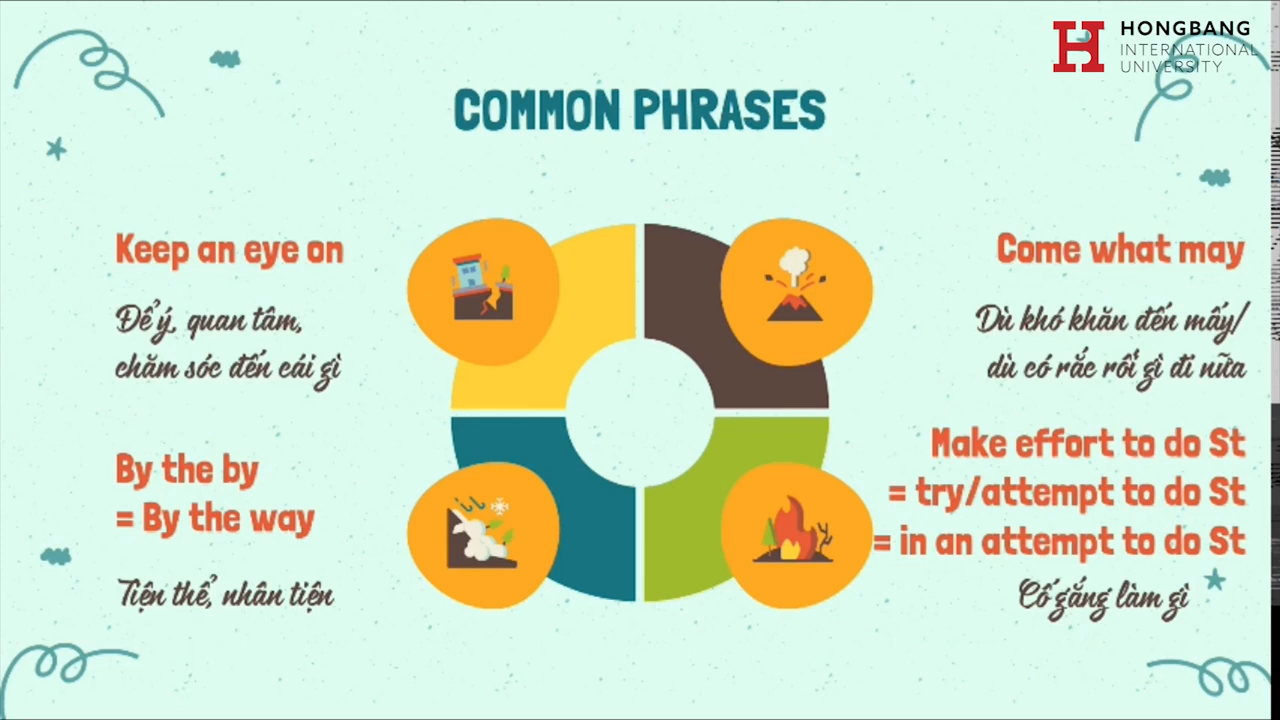 HONGBANG
INTERNATIONAL
UNIVERSITY
COMMON PHRASES
Keep an eye on
Để ý, quan tâm,
chăm sóc đến cái gì
Come what may
Dù khó khăn đến mấy/
dù có rắc rối gì đi nữa
By the by
= By the way
Tiện thể, nhân tiện
Make effort to do St
= try/attempt to do St
= in an attempt to do St
Cố gắng làm gì